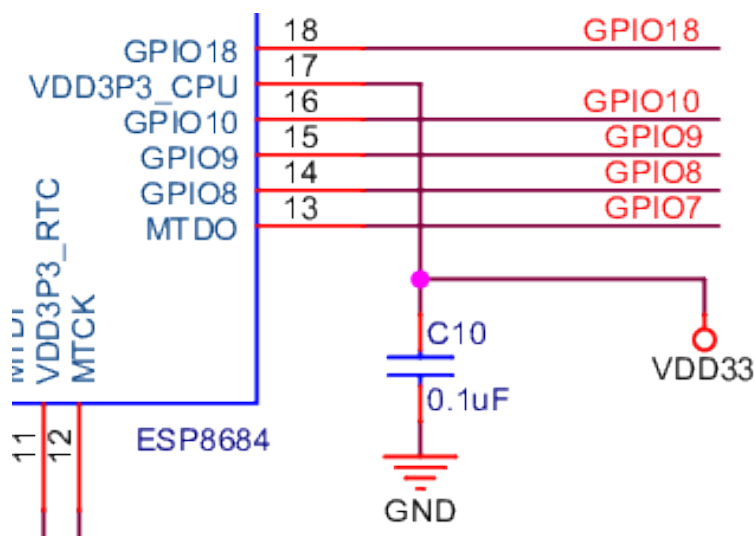 18
GPIO18
GPIO18
17
VDD3P3_CPU
16
GPIO10
GPIO10
15
GPIO9
GPIO9
14
GPIO8
GPIO8
13
MTDO
GPIO7
MTDI
VDD3P3_RTC
MTCK
C10
0.1uF
VDD33
11
12
ESP8684
GND